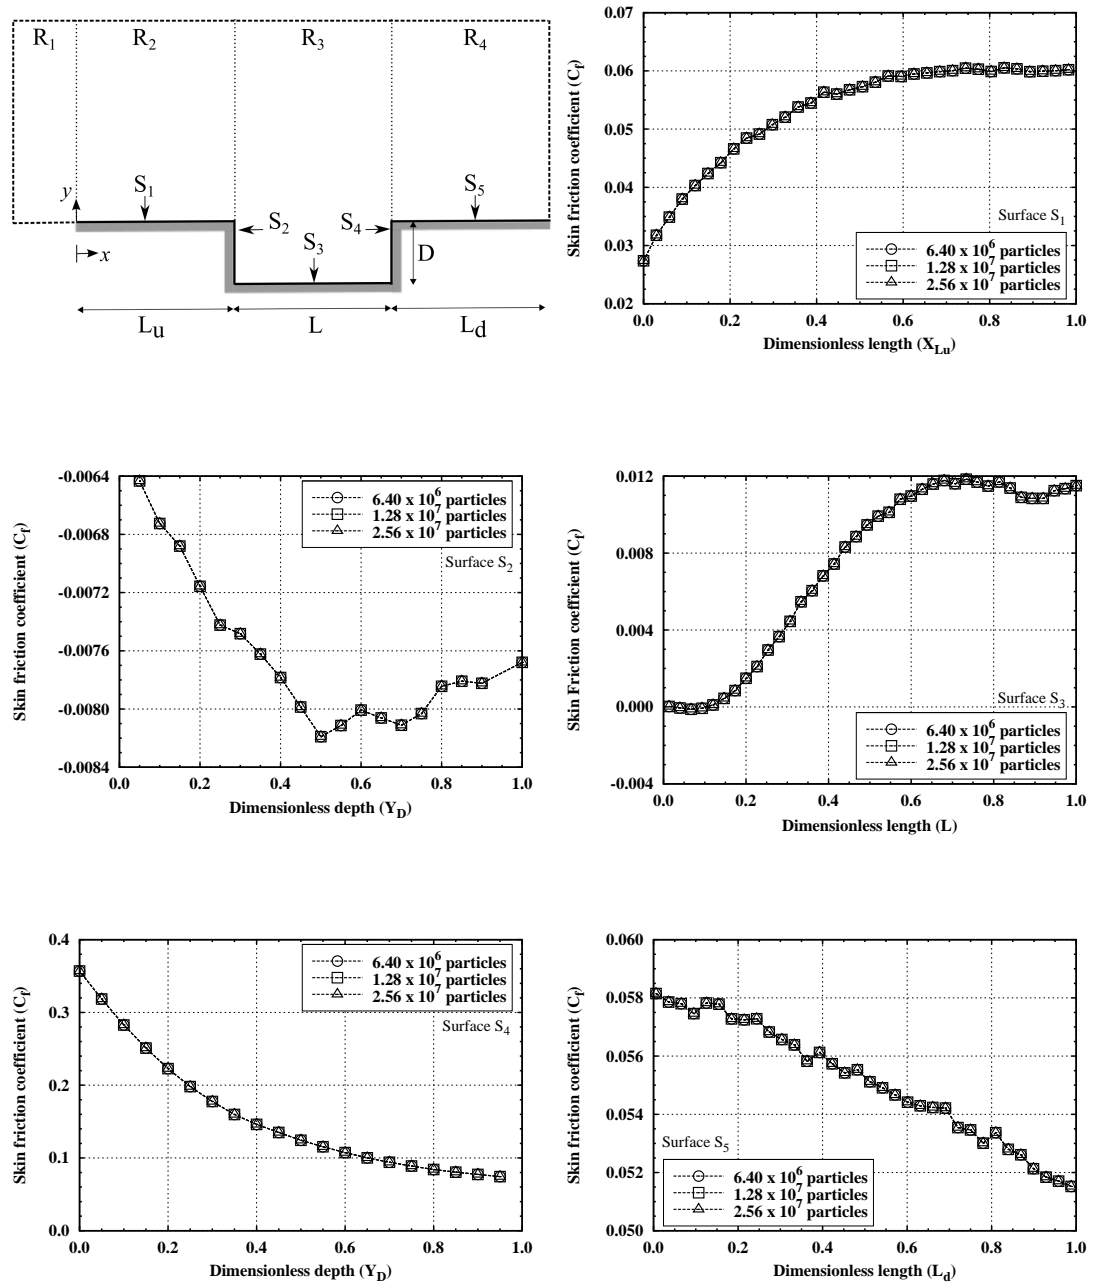 R1 R2 R3 R4
y S1 S5
S2 S4
S3 D
x
Lu L Ld
0.07
0.06
0.05
0.04
0.03
0.02
Skin friction coefficient (Cf)
Surface S1
6.40 x 10^6 particles
1.28 x 10^7 particles
2.56 x 10^7 particles
0.0 0.2 0.4 0.6 0.8 1.0
Dimensionless length (XLu)
-0.0064
-0.0068
-0.0072
-0.0076
-0.0080
-0.0084
Skin friction coefficient (Cf)
6.40 x 10^6 particles
1.28 x 10^7 particles
2.56 x 10^7 particles
Surface S2
0.0 0.2 0.4 0.6 0.8 1.0
Dimensionless depth (YD)
0.012
0.008
0.004
0.000
-0.004
Skin Friction coefficient (Cf)
Surface S3
6.40 x 10^6 particles
1.28 x 10^7 particles
2.56 x 10^7 particles
0.0 0.2 0.4 0.6 0.8 1.0
Dimensionless length (L)
0.4
0.3
0.2
0.1
0.0
Skin friction coefficient (Cf)
6.40 x 10^6 particles
1.28 x 10^7 particles
2.56 x 10^7 particles
Surface S4
0.0 0.2 0.4 0.6 0.8 1.0
Dimensionless depth (YD)
0.060
0.058
0.056
0.054
0.052
0.050
Skin friction coefficient (Cf)
Surface S5
6.40 x 10^6 particles
1.28 x 10^7 particles
2.56 x 10^7 particles
0.0 0.2 0.4 0.6 0.8 1.0
Dimensionless length (Ld)